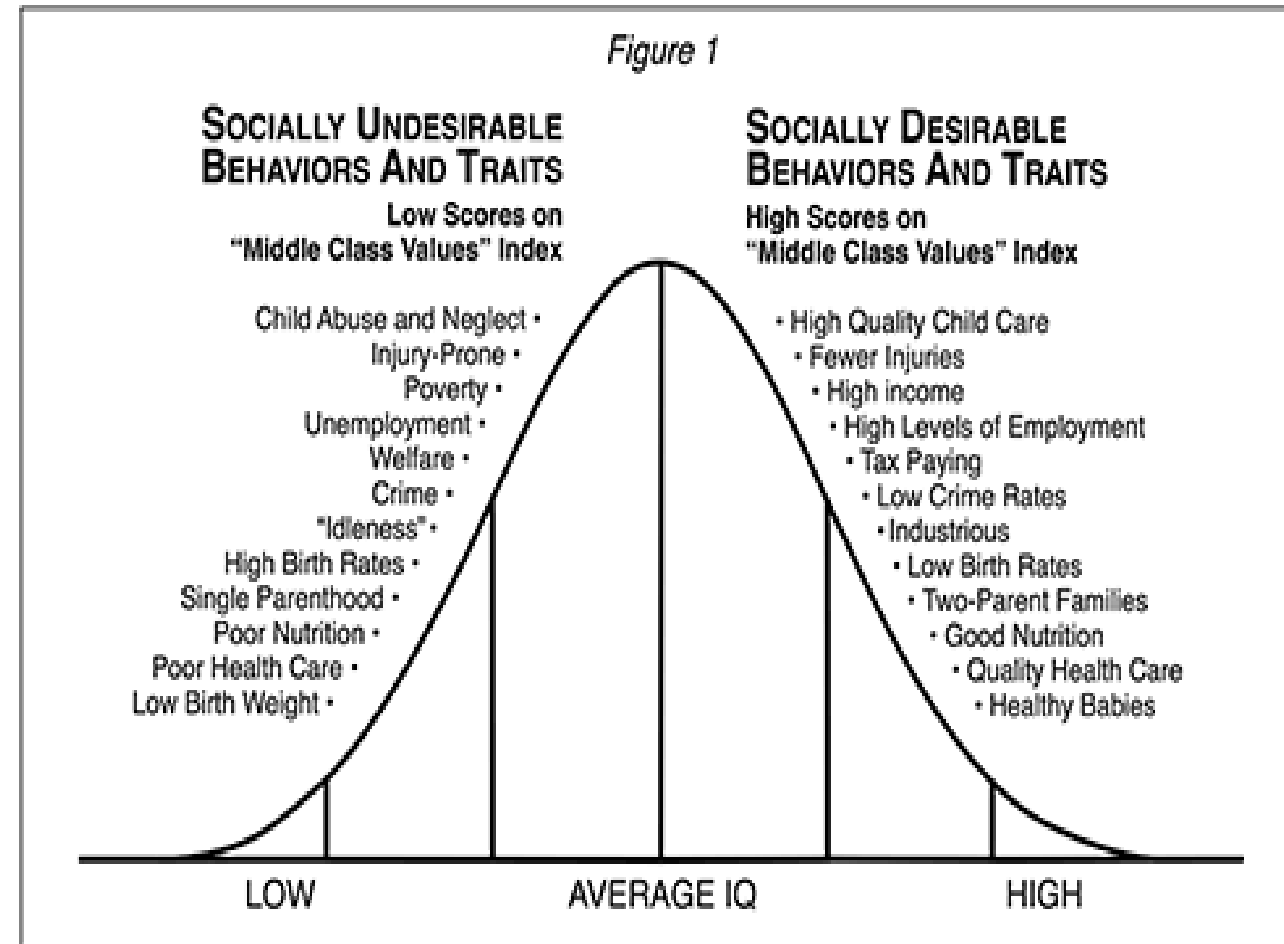 Figure 1
SOCIALLY UNDESIRABLE
BEHAVIORS AND TRAITS
Low Scores on
“Middle Class Values” Index
Child Abuse and Neglect •
Injury-Prone •
Poverty •
Unemployment •
Welfare •
Crime •
“Idleness” •
High Birth Rates •
Single Parenthood •
Poor Nutrition •
Poor Health Care •
Low Birth Weight •
SOCIALLY DESIRABLE
BEHAVIORS AND TRAITS
High Scores on
“Middle Class Values” Index
• High Quality Child Care
• Fewer Injuries
• High income
• High Levels of Employment
• Tax Paying
• Low Crime Rates
• Industrious
• Low Birth Rates
• Two-Parent Families
• Good Nutrition
• Quality Health Care
• Healthy Babies
LOW
AVERAGE IQ
HIGH